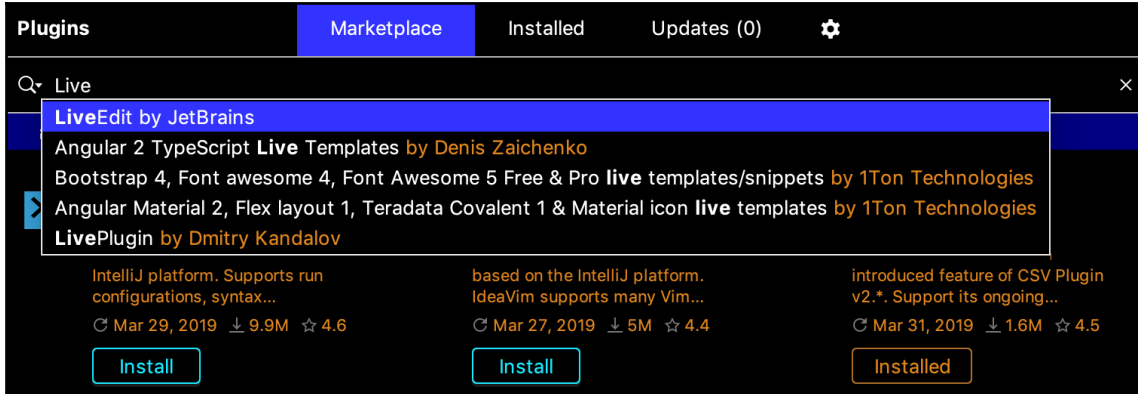 Plugins Marketplace Installed Updates (0)
Live
LiveEdit by JetBrains
Angular 2 TypeScript Live Templates by Denis Zaichenko
Bootstrap 4, Font awesome 4, Font Awesome 5 Free & Pro live templates/snippets by 1Ton Technologies
Angular Material 2, Flex layout 1, Teradata Covalent 1 & Material icon live templates by 1Ton Technologies
LivePlugin by Dmitry Kandalov
IntelliJ platform. Supports run
configurations, syntax...
Mar 29, 2019 9.9M 4.6
Install
based on the IntelliJ platform.
IdeaVim supports many Vim...
Mar 27, 2019 5M 4.4
Install
introduced feature of CSV Plugin
v2.*. Support its ongoing...
Mar 31, 2019 1.6M 4.5
Installed